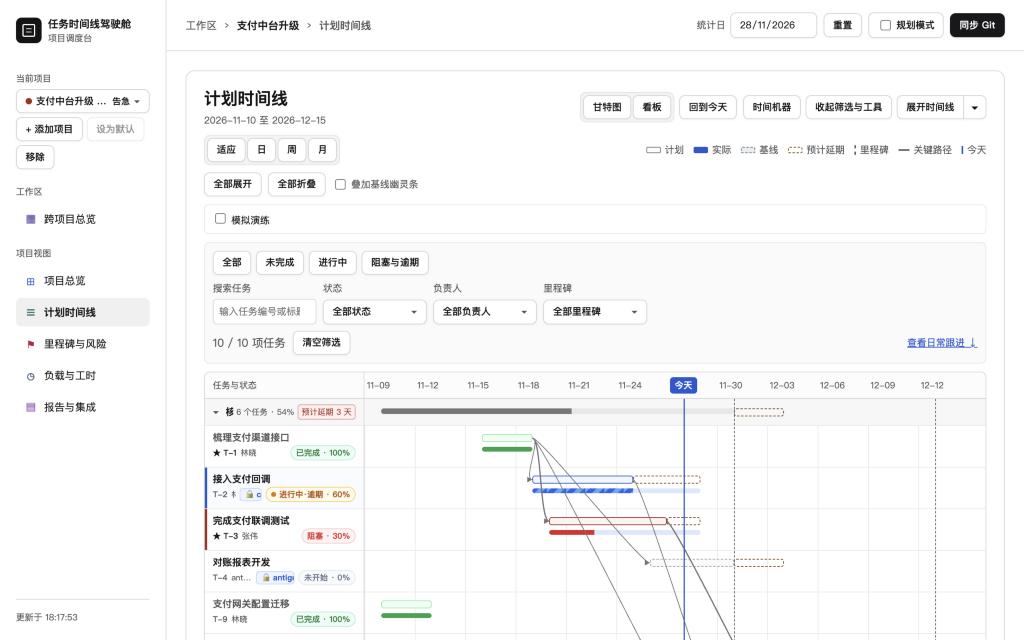 任务时间线驾驶舱
项目调度台
当前项目
支付中台升级 ... 告急
+ 添加项目 设为默认
移除
工作区
跨项目总览
项目视图
项目总览
计划时间线
里程碑与风险
负载与工时
报告与集成
更新于 18:17:53
工作区 › 支付中台升级 › 计划时间线
统计日 28/11/2026 重置 规划模式 同步 Git
计划时间线
2026-11-10 至 2026-12-15
甘特图 看板 回到今天 时间机器 收起筛选与工具 展开时间线
适应 日 周 月
计划 实际 基线 预计延期 里程碑 关键路径 今天
全部展开 全部折叠 叠加基线幽灵条
模拟演练
全部 未完成 进行中 阻塞与逾期
搜索任务 状态 负责人 里程碑
输入任务编号或标题 全部状态 全部负责人 全部里程碑
10 / 10 项任务 清空筛选 查看日常跟进 ↓
任务与状态 11-09 11-12 11-15 11-18 11-21 11-24 今天 11-30 12-03 12-06 12-09 12-12
核 6 个任务 · 54% 预计延期 3 天
梳理支付渠道接口
★ T-1 林晓 已完成 · 100%
接入支付回调
T-2 进行中·逾期 · 60%
完成支付联调测试
★ T-3 张伟 阻塞 · 30%
对账报表开发
T-4 ant... antigr 未开始 · 0%
支付网关配置迁移
T-9 林晓 已完成 · 100%